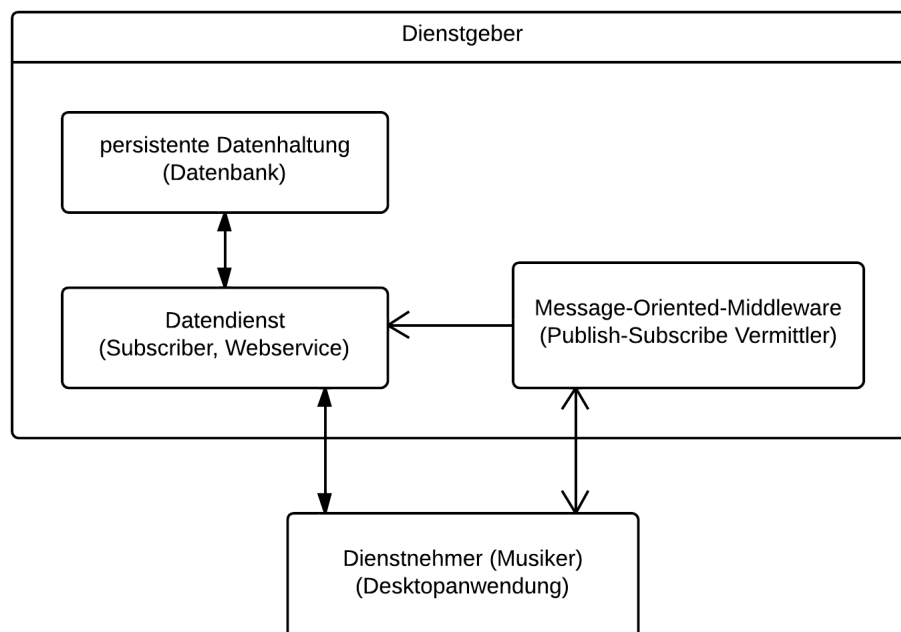 Dienstgeber
persistente Datenhaltung
(Datenbank)
Datendienst
(Subscriber, Webservice)
Message-Oriented-Middleware
(Publish-Subscribe Vermittler)
Dienstnehmer (Musiker)
(Desktopanwendung)